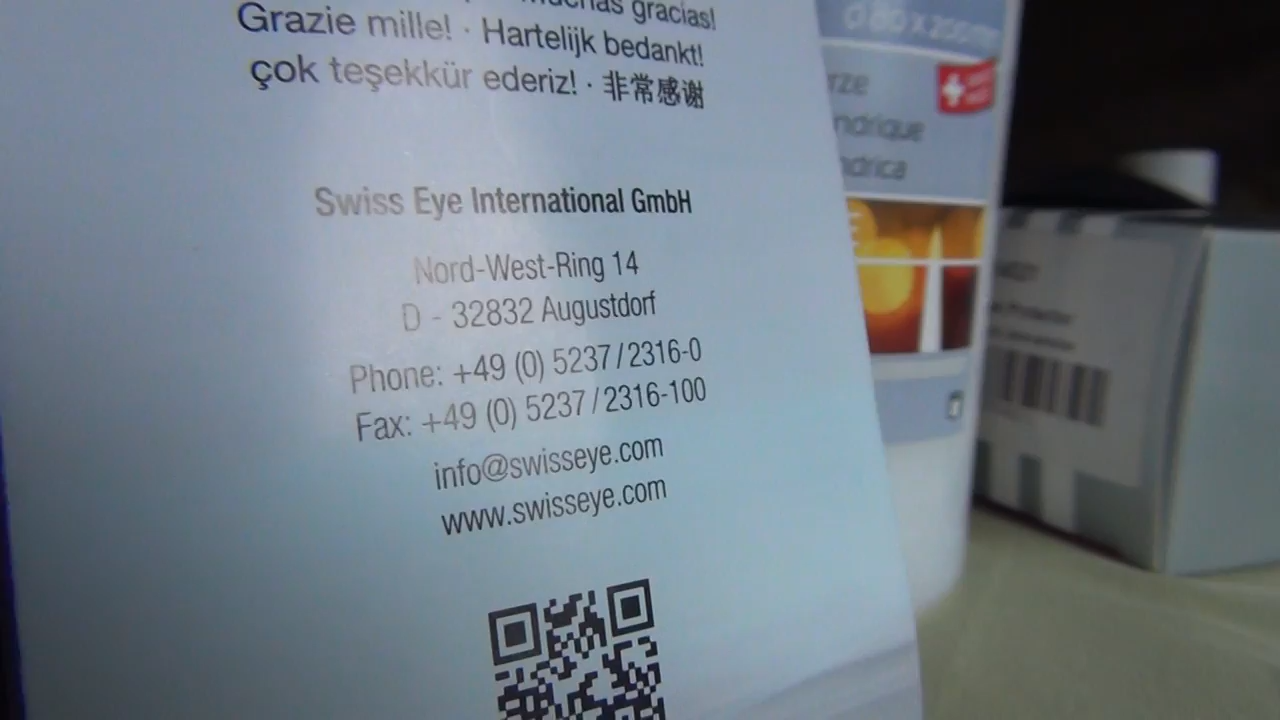 Muchas gracias!
Grazie mille! · Hartelijk bedankt!
çok teşekkür ederiz! · 非常感谢
Swiss Eye International GmbH
Nord-West-Ring 14
D - 32832 Augustdorf
Phone: +49 (0) 5237 / 2316-0
Fax: +49 (0) 5237 / 2316-100
info@swisseye.com
www.swisseye.com